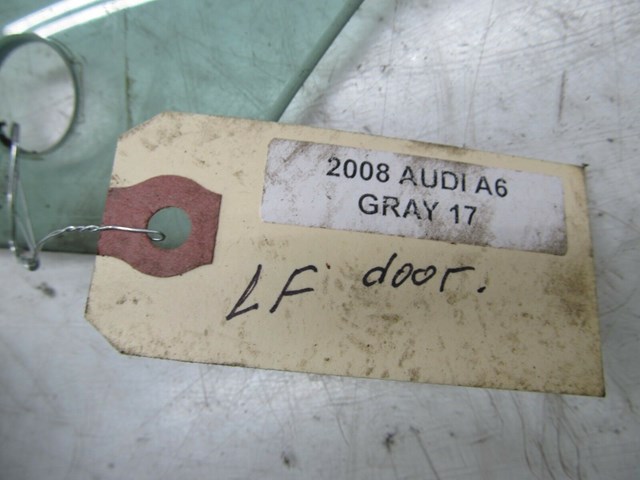 2008 AUDI A6
GRAY 17
LF door.